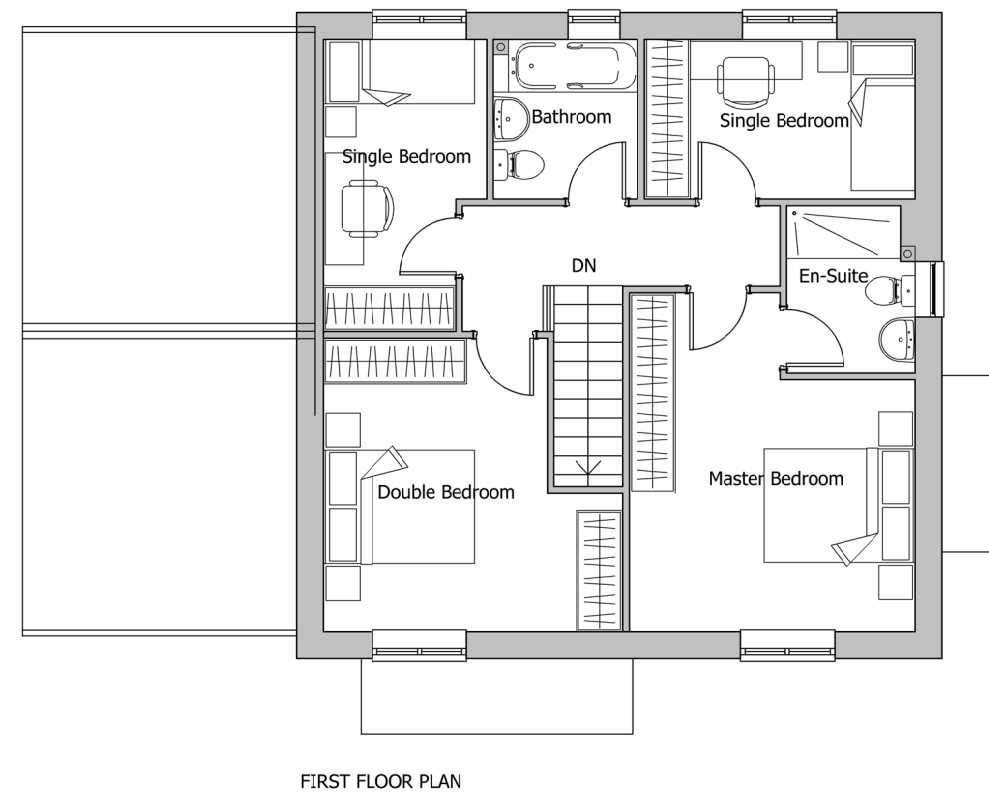 Bathroom
Single Bedroom
Single Bedroom
DN
En-Suite
Master Bedroom
Double Bedroom
FIRST FLOOR PLAN